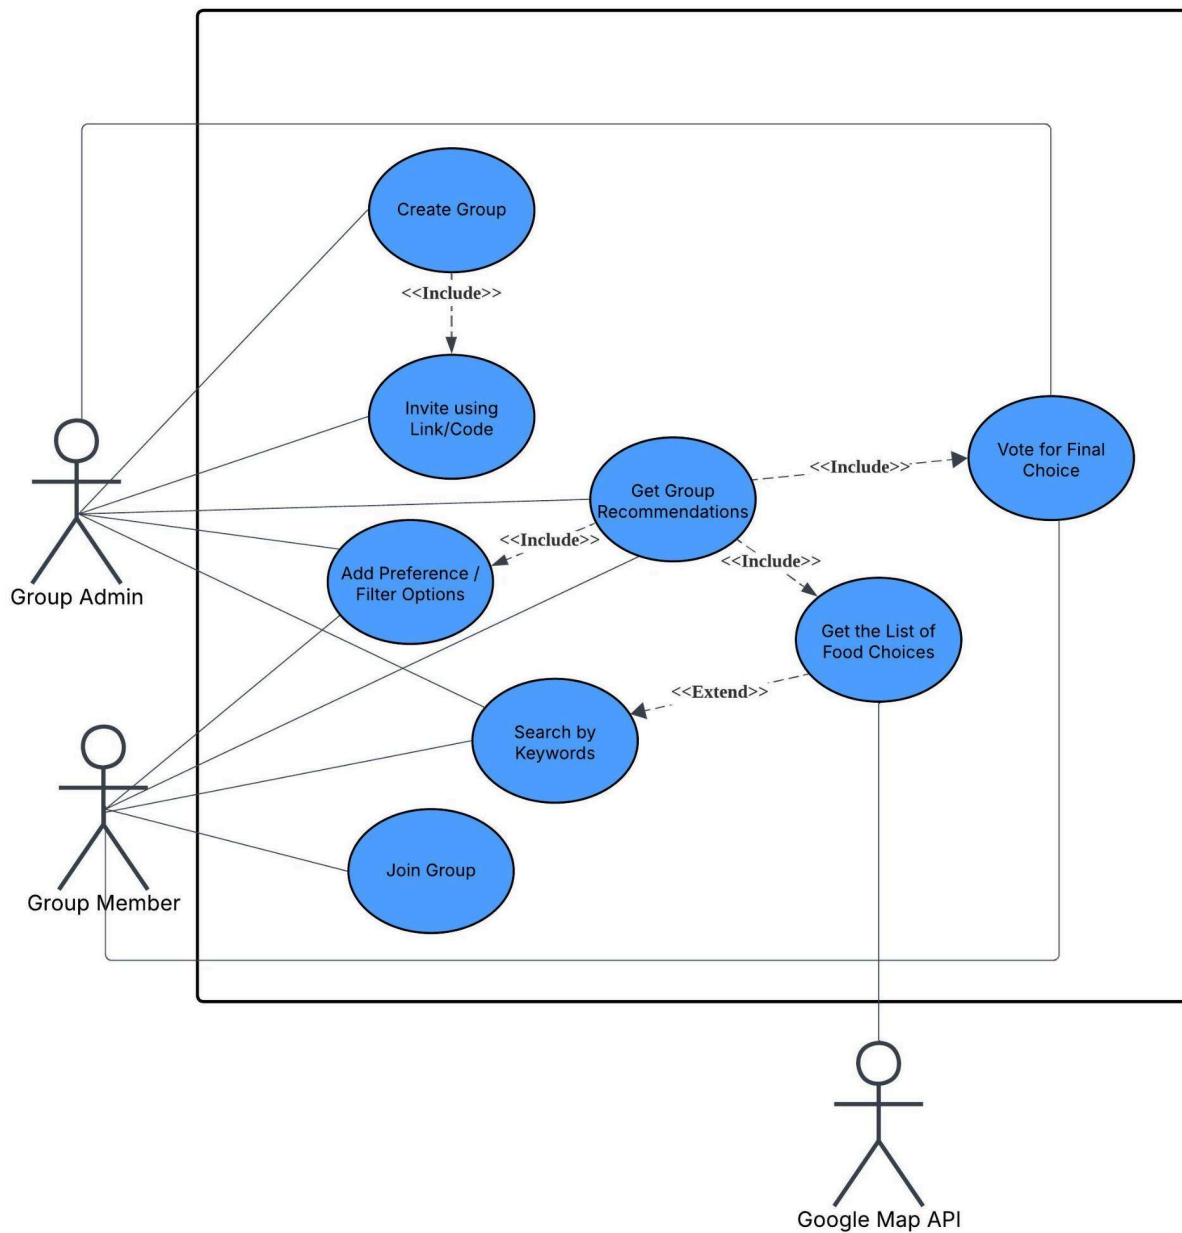 Create Group
<<Include>>
Invite using
Link/Code
Vote for Final
Choice
<<Include>>
Get Group
Recommendations
<<Include>>
<<Include>>
Add Preference /
Filter Options
Group Admin
Get the List of
Food Choices
<<Extend>>
Search by
Keywords
Join Group
Group Member
Google Map API